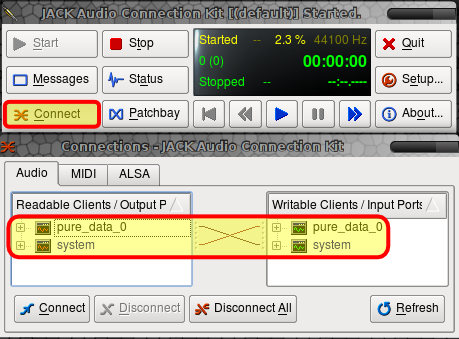 JACK Audio Connection Kit [(default)] Started.
Start
Stop
Started -- 2.3 % 44100 Hz
Quit
0 (0) 00:00:00
Messages
Status
Stopped -- --:--.----
Setup...
Connect
Patchbay
About...
Connections - JACK Audio Connection Kit
Audio MIDI ALSA
Readable Clients / Output P Writable Clients / Input Ports
pure_data_0 pure_data_0
system system
Connect Disconnect Disconnect All Refresh